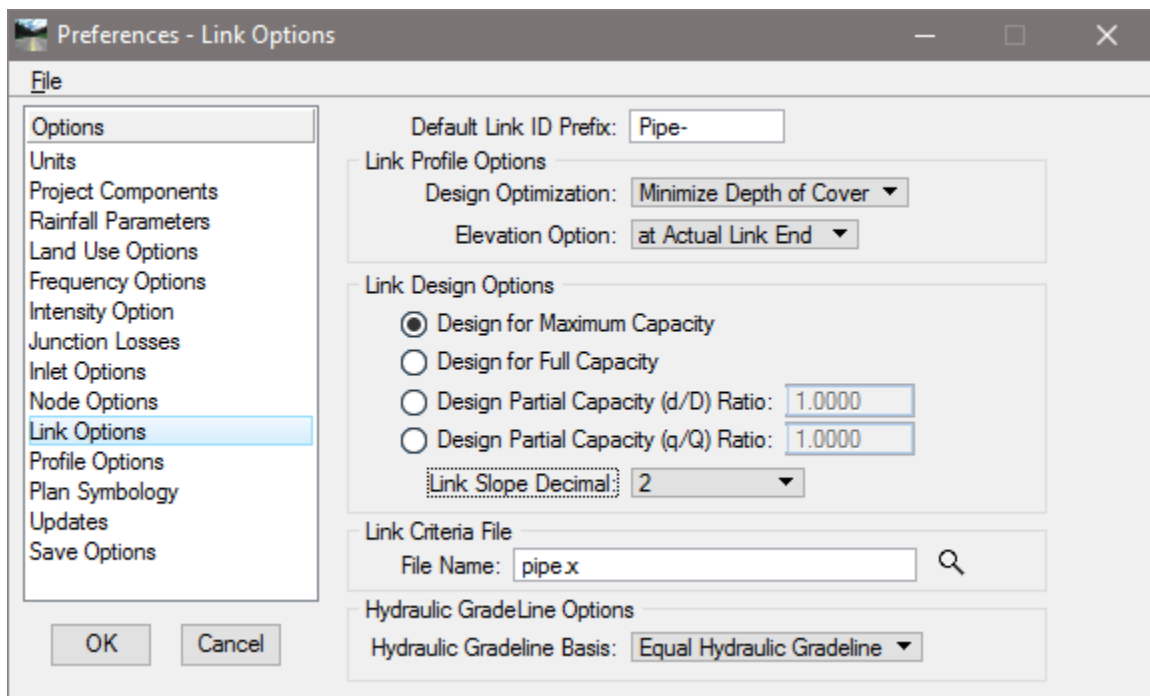 Preferences - Link Options
File
Options
Units
Project Components
Rainfall Parameters
Land Use Options
Frequency Options
Intensity Option
Junction Losses
Inlet Options
Node Options
Link Options
Profile Options
Plan Symbology
Updates
Save Options
OK Cancel
Default Link ID Prefix: Pipe-
Link Profile Options
Design Optimization: Minimize Depth of Cover
Elevation Option: at Actual Link End
Link Design Options
Design for Maximum Capacity
Design for Full Capacity
Design Partial Capacity (d/D) Ratio: 1.0000
Design Partial Capacity (q/Q) Ratio: 1.0000
Link Slope Decimal: 2
Link Criteria File
File Name: pipe.x
Hydraulic GradeLine Options
Hydraulic Gradeline Basis: Equal Hydraulic Gradeline